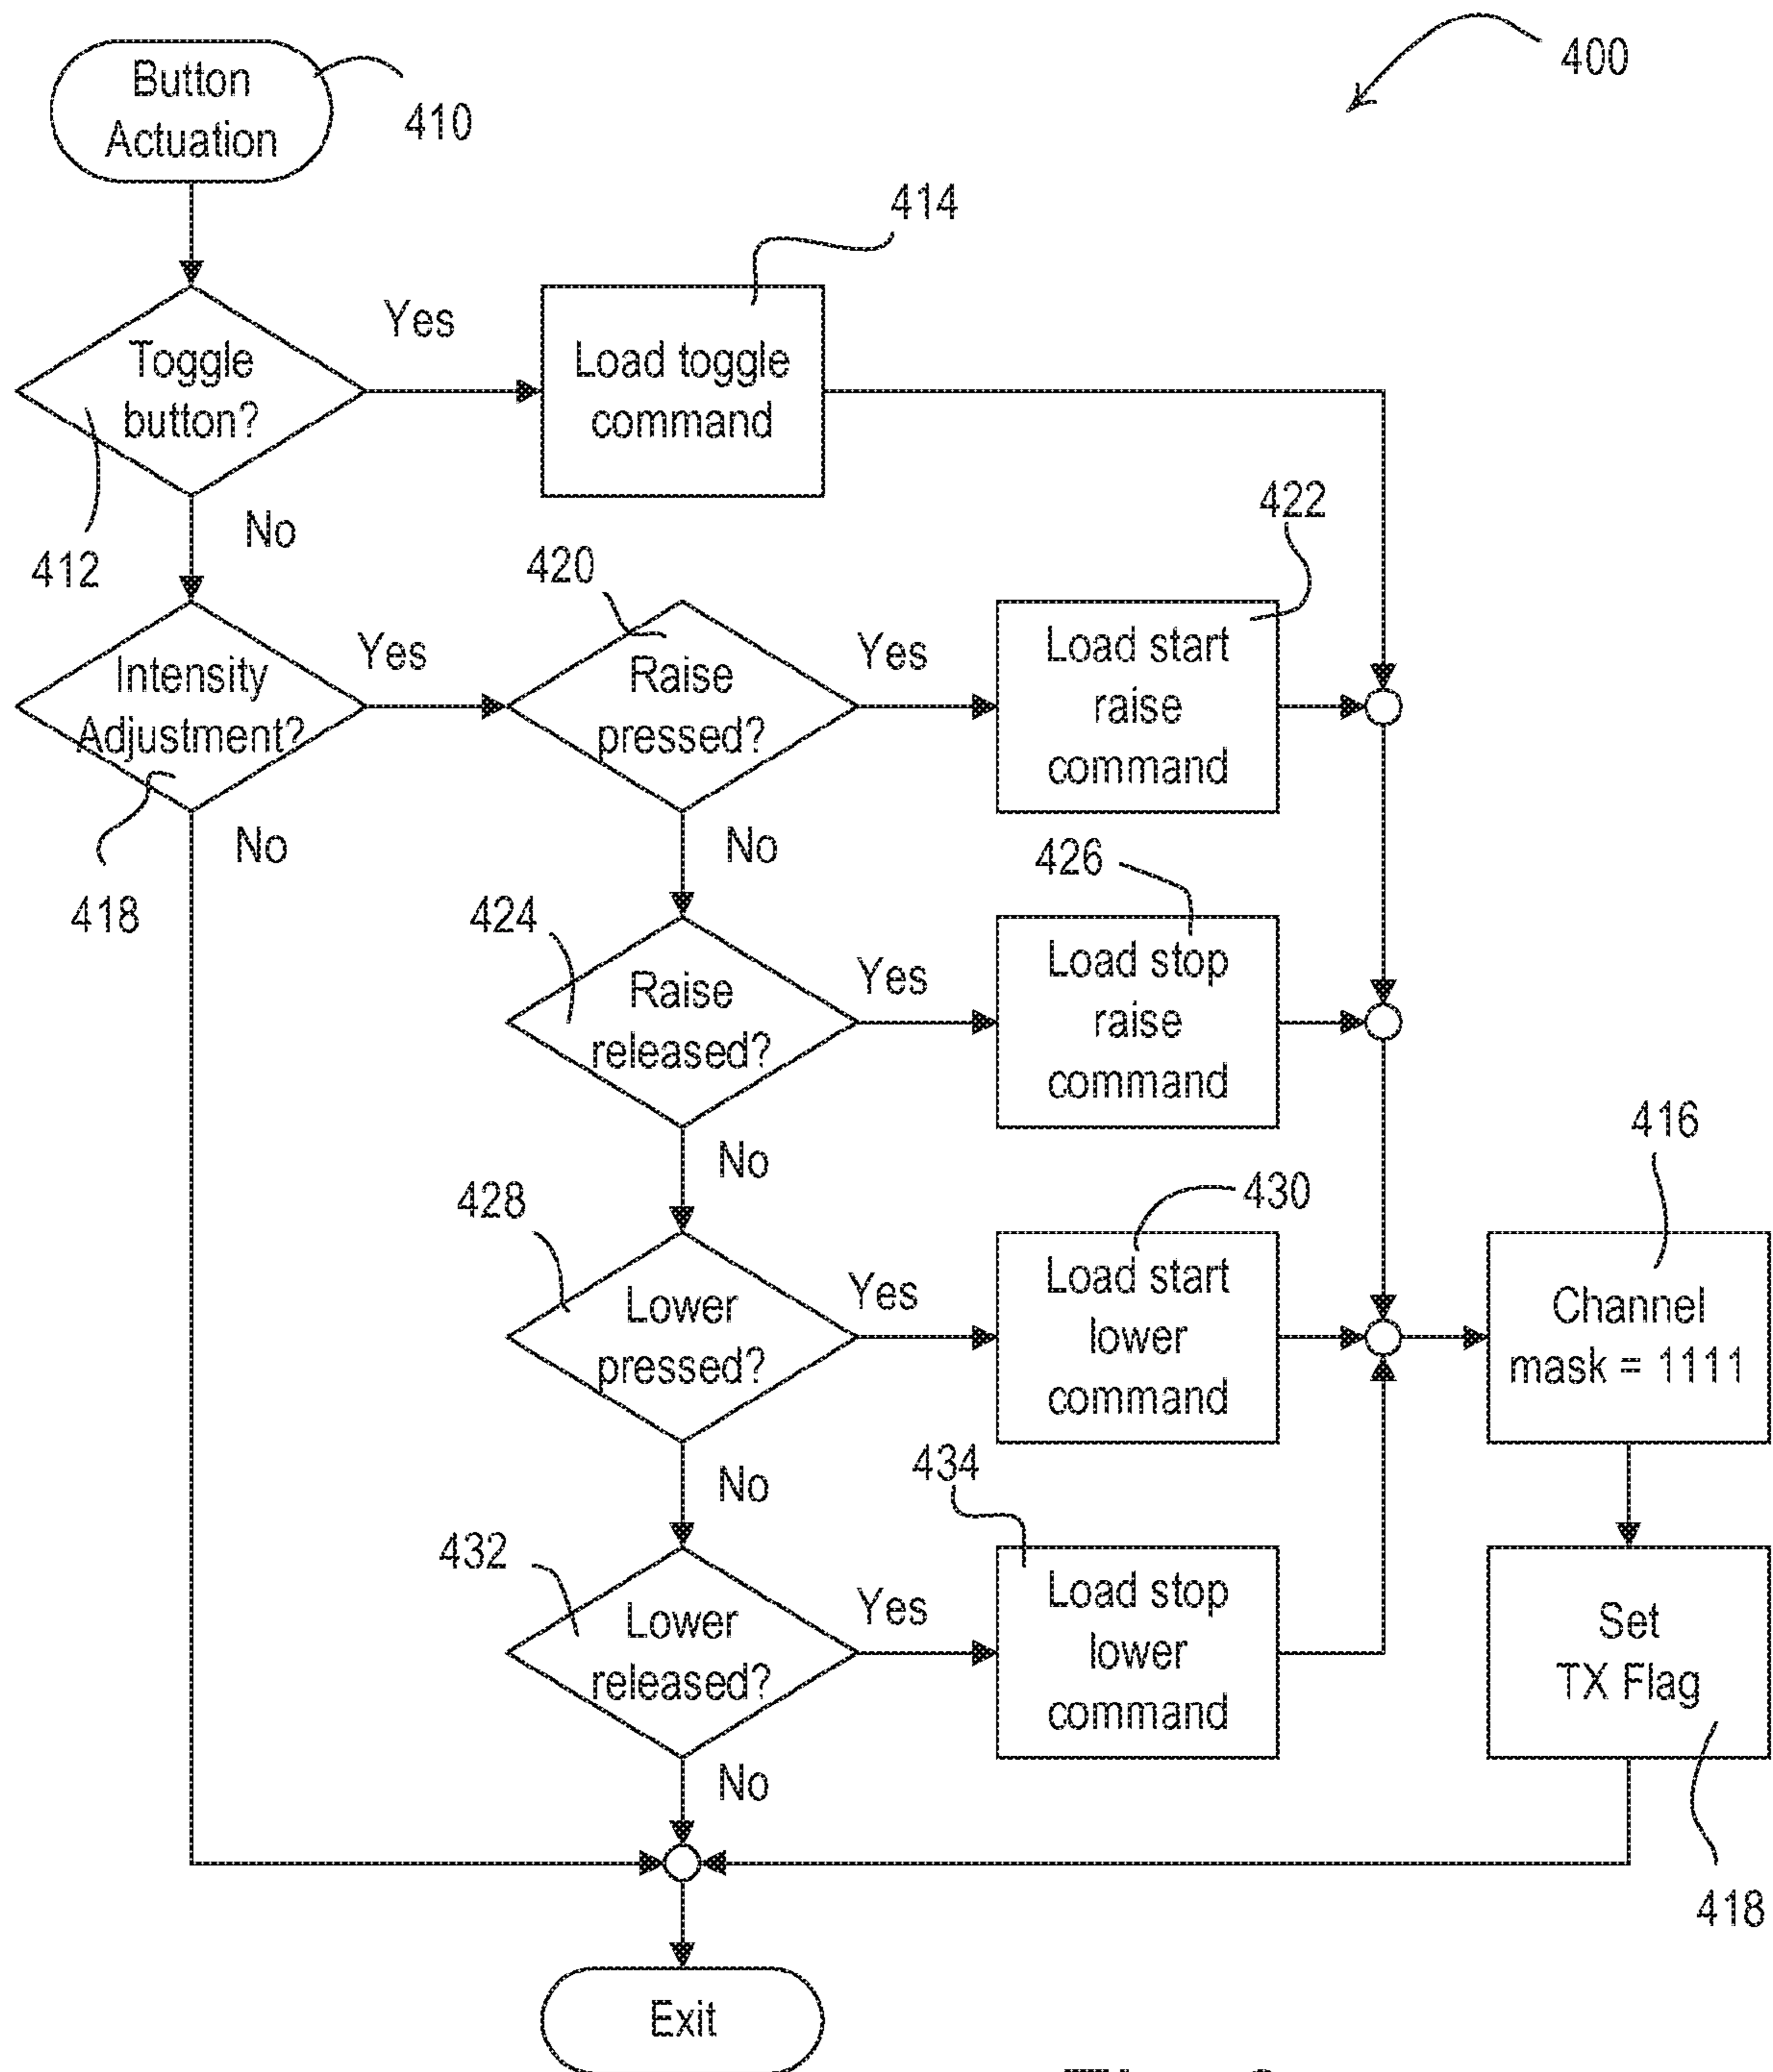 400
Button
Actuation
410
414
Toggle
button?
Yes
Load toggle
command
412
No
422
420
Intensity
Adjustment?
Yes
Raise
pressed?
Yes
Load start
raise
command
418
No
No
426
424
Raise
released?
Yes
Load stop
raise
command
416
No
428
430
Lower
pressed?
Yes
Load start
lower
command
Channel
mask = 1111
No
434
432
Lower
released?
Yes
Load stop
lower
command
Set
TX Flag
No
418
Exit